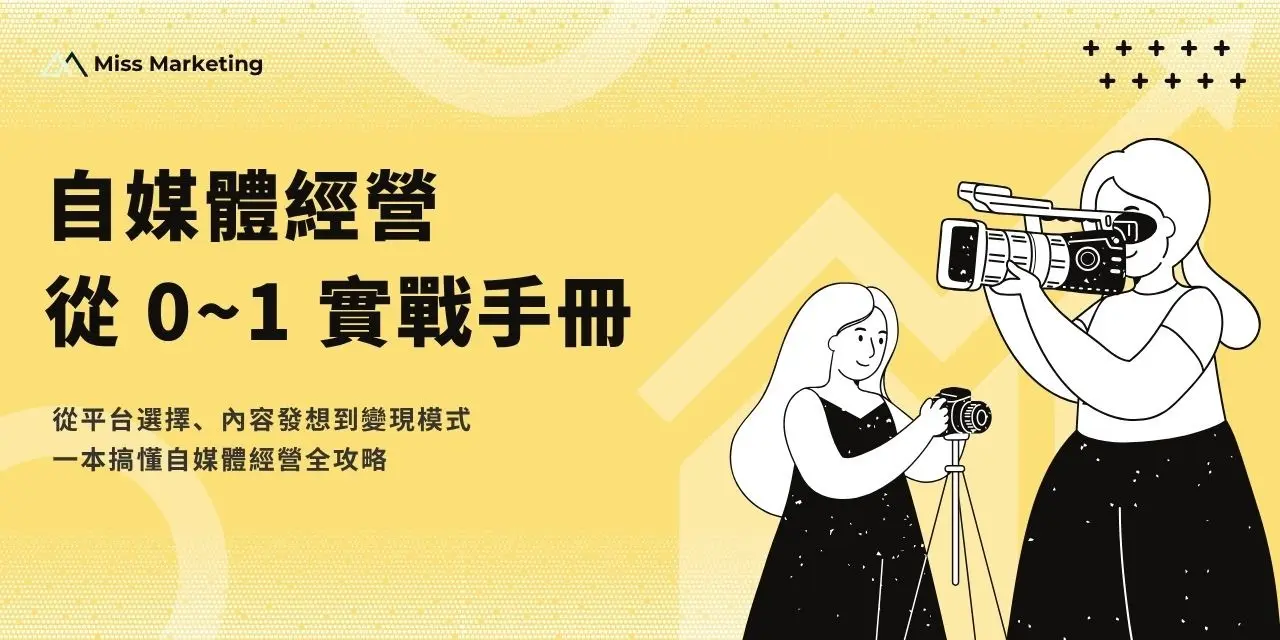 Miss Marketing
自媒體經營
從 0~1 實戰手冊
從平台選擇、內容發想到變現模式
一本搞懂自媒體經營全攻略